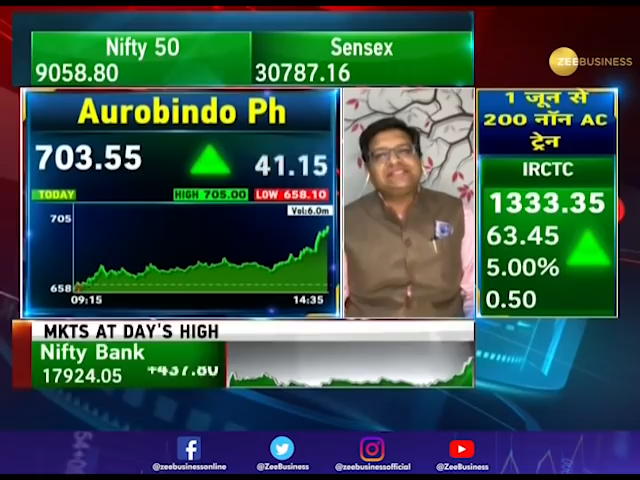 Nifty 50
9058.80
Sensex
30787.16
ZEEBUSINESS
Aurobindo Ph
703.55
41.15
TODAY
HIGH 705.00
LOW 658.10
Vol:6.0m
705
658
09:15
14:35
1 जून से
200 नॉन AC
ट्रेन
IRCTC
1333.35
63.45
5.00%
0.50
MKTS AT DAY'S HIGH
Nifty Bank
17924.05
+437.80
@zeebusinessonline
@ZeeBusiness
@zeebusinessofficial
@ZeeBusiness